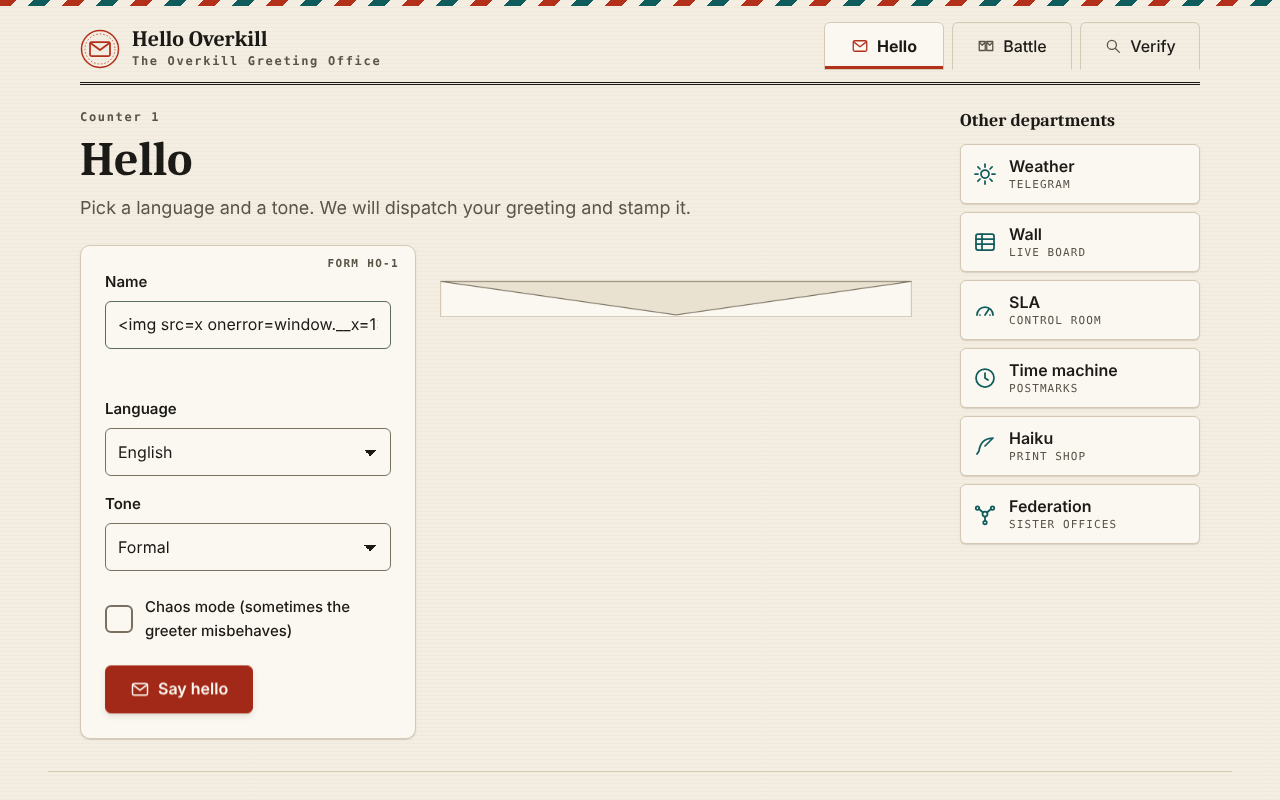 Hello Overkill
The Overkill Greeting Office
Hello
Battle
Verify
Counter 1
Hello
Pick a language and a tone. We will dispatch your greeting and stamp it.
FORM HO-1
Name
<img src=x onerror=window.__x=1
Language
English
Tone
Formal
Chaos mode (sometimes the
greeter misbehaves)
Say hello
Other departments
Weather
TELEGRAM
Wall
LIVE BOARD
SLA
CONTROL ROOM
Time machine
POSTMARKS
Haiku
PRINT SHOP
Federation
SISTER OFFICES